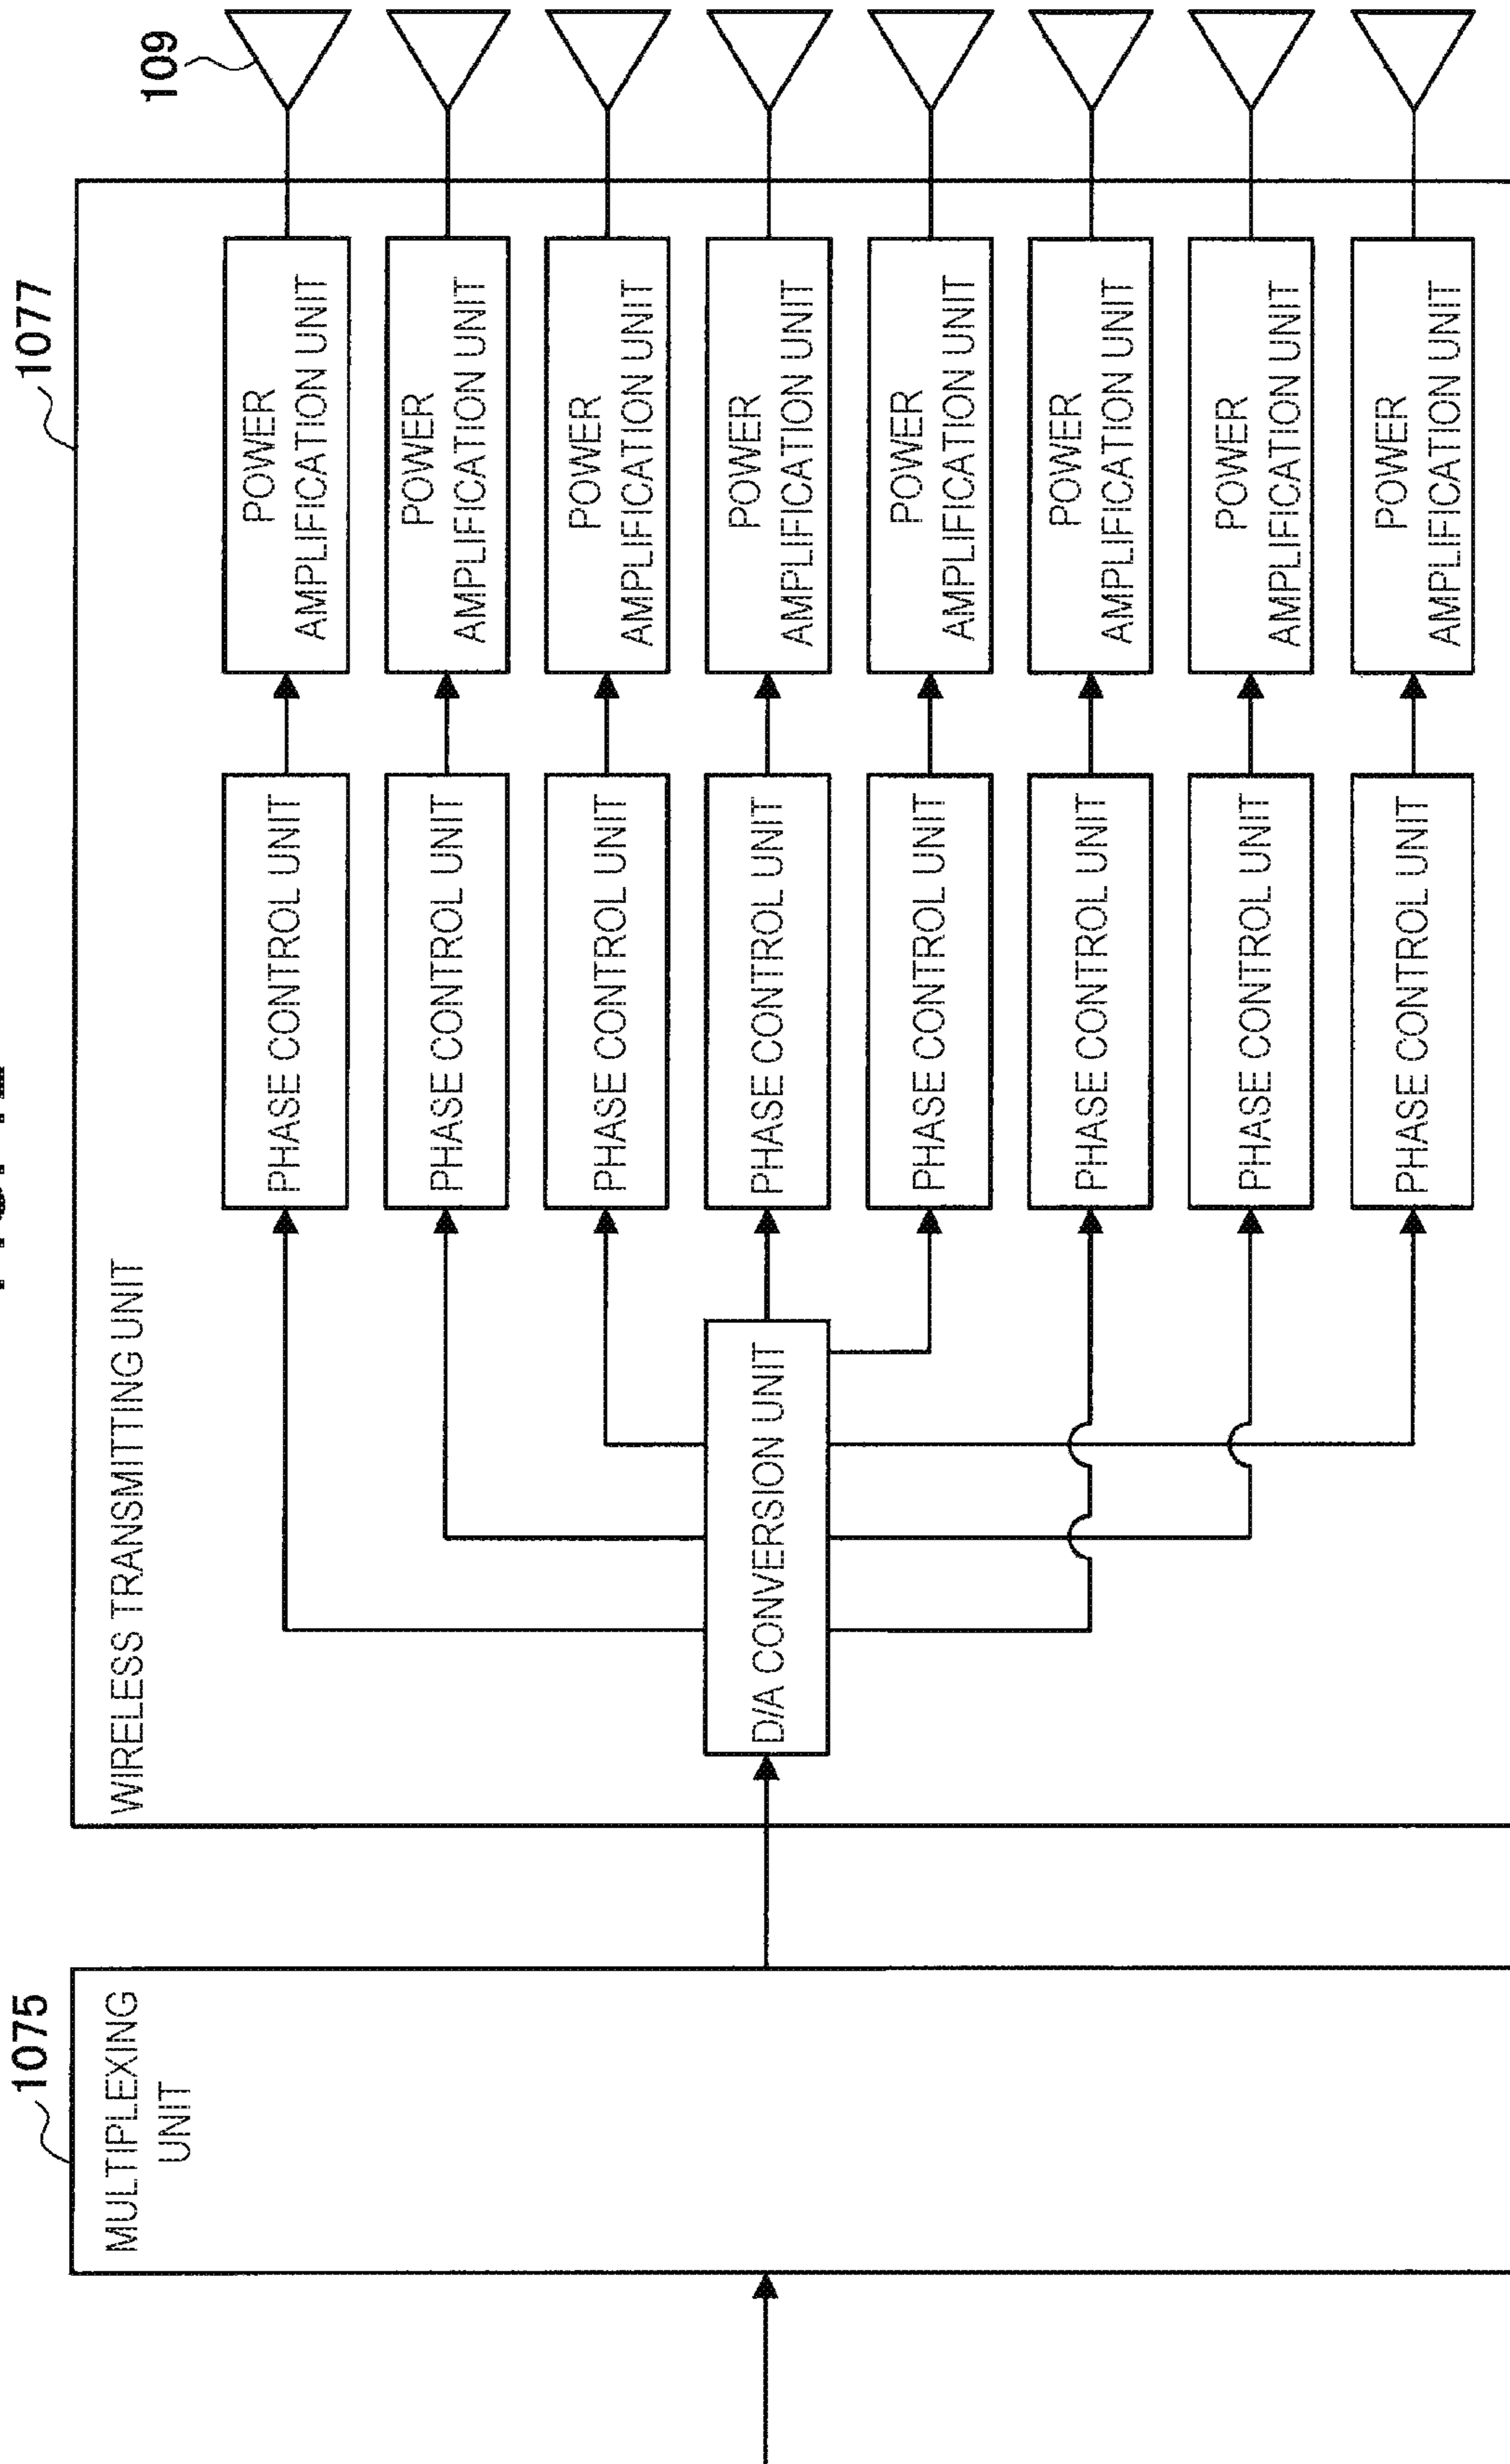 1075
MULTIPLEXING
UNIT
1077
WIRELESS TRANSMITTING UNIT
D/A CONVERSION UNIT
PHASE CONTROL UNIT
POWER
AMPLIFICATION UNIT
109
PHASE CONTROL UNIT
POWER
AMPLIFICATION UNIT
PHASE CONTROL UNIT
POWER
AMPLIFICATION UNIT
PHASE CONTROL UNIT
POWER
AMPLIFICATION UNIT
PHASE CONTROL UNIT
POWER
AMPLIFICATION UNIT
PHASE CONTROL UNIT
POWER
AMPLIFICATION UNIT
PHASE CONTROL UNIT
POWER
AMPLIFICATION UNIT
PHASE CONTROL UNIT
POWER
AMPLIFICATION UNIT